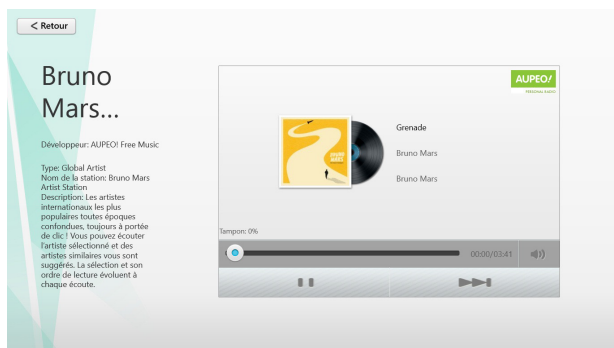 < Retour
Bruno
Mars...
Développeur: AUPEO! Free Music
Type: Global Artist
Nom de la station: Bruno Mars
Artist Station
Description: Les artistes
internationaux les plus
populaires toutes époques
confondues, toujours à portée
de clic ! Vous pouvez écouter
l'artiste sélectionné et des
artistes similaires vous sont
suggérés. La sélection et son
ordre de lecture évoluent à
chaque écoute.
AUPEO!
PERSONAL RADIO
BRUNO
MARS
Grenade
Bruno Mars
Bruno Mars
Tampon: 0%
00:00/03:41